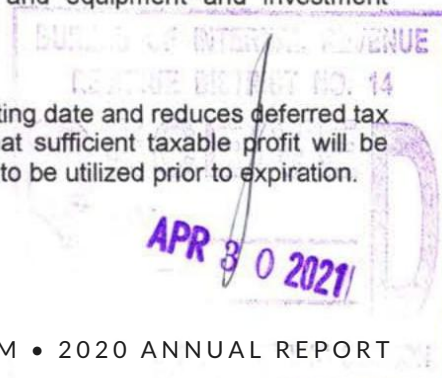 and equipment and investment
BUREAU OF INTERNAL REVENUE
REVENUE DISTRICT NO. 14
ting date and reduces deferred tax
at sufficient taxable profit will be
to be utilized prior to expiration.
APR 30 2021
M • 2020 ANNUAL REPORT